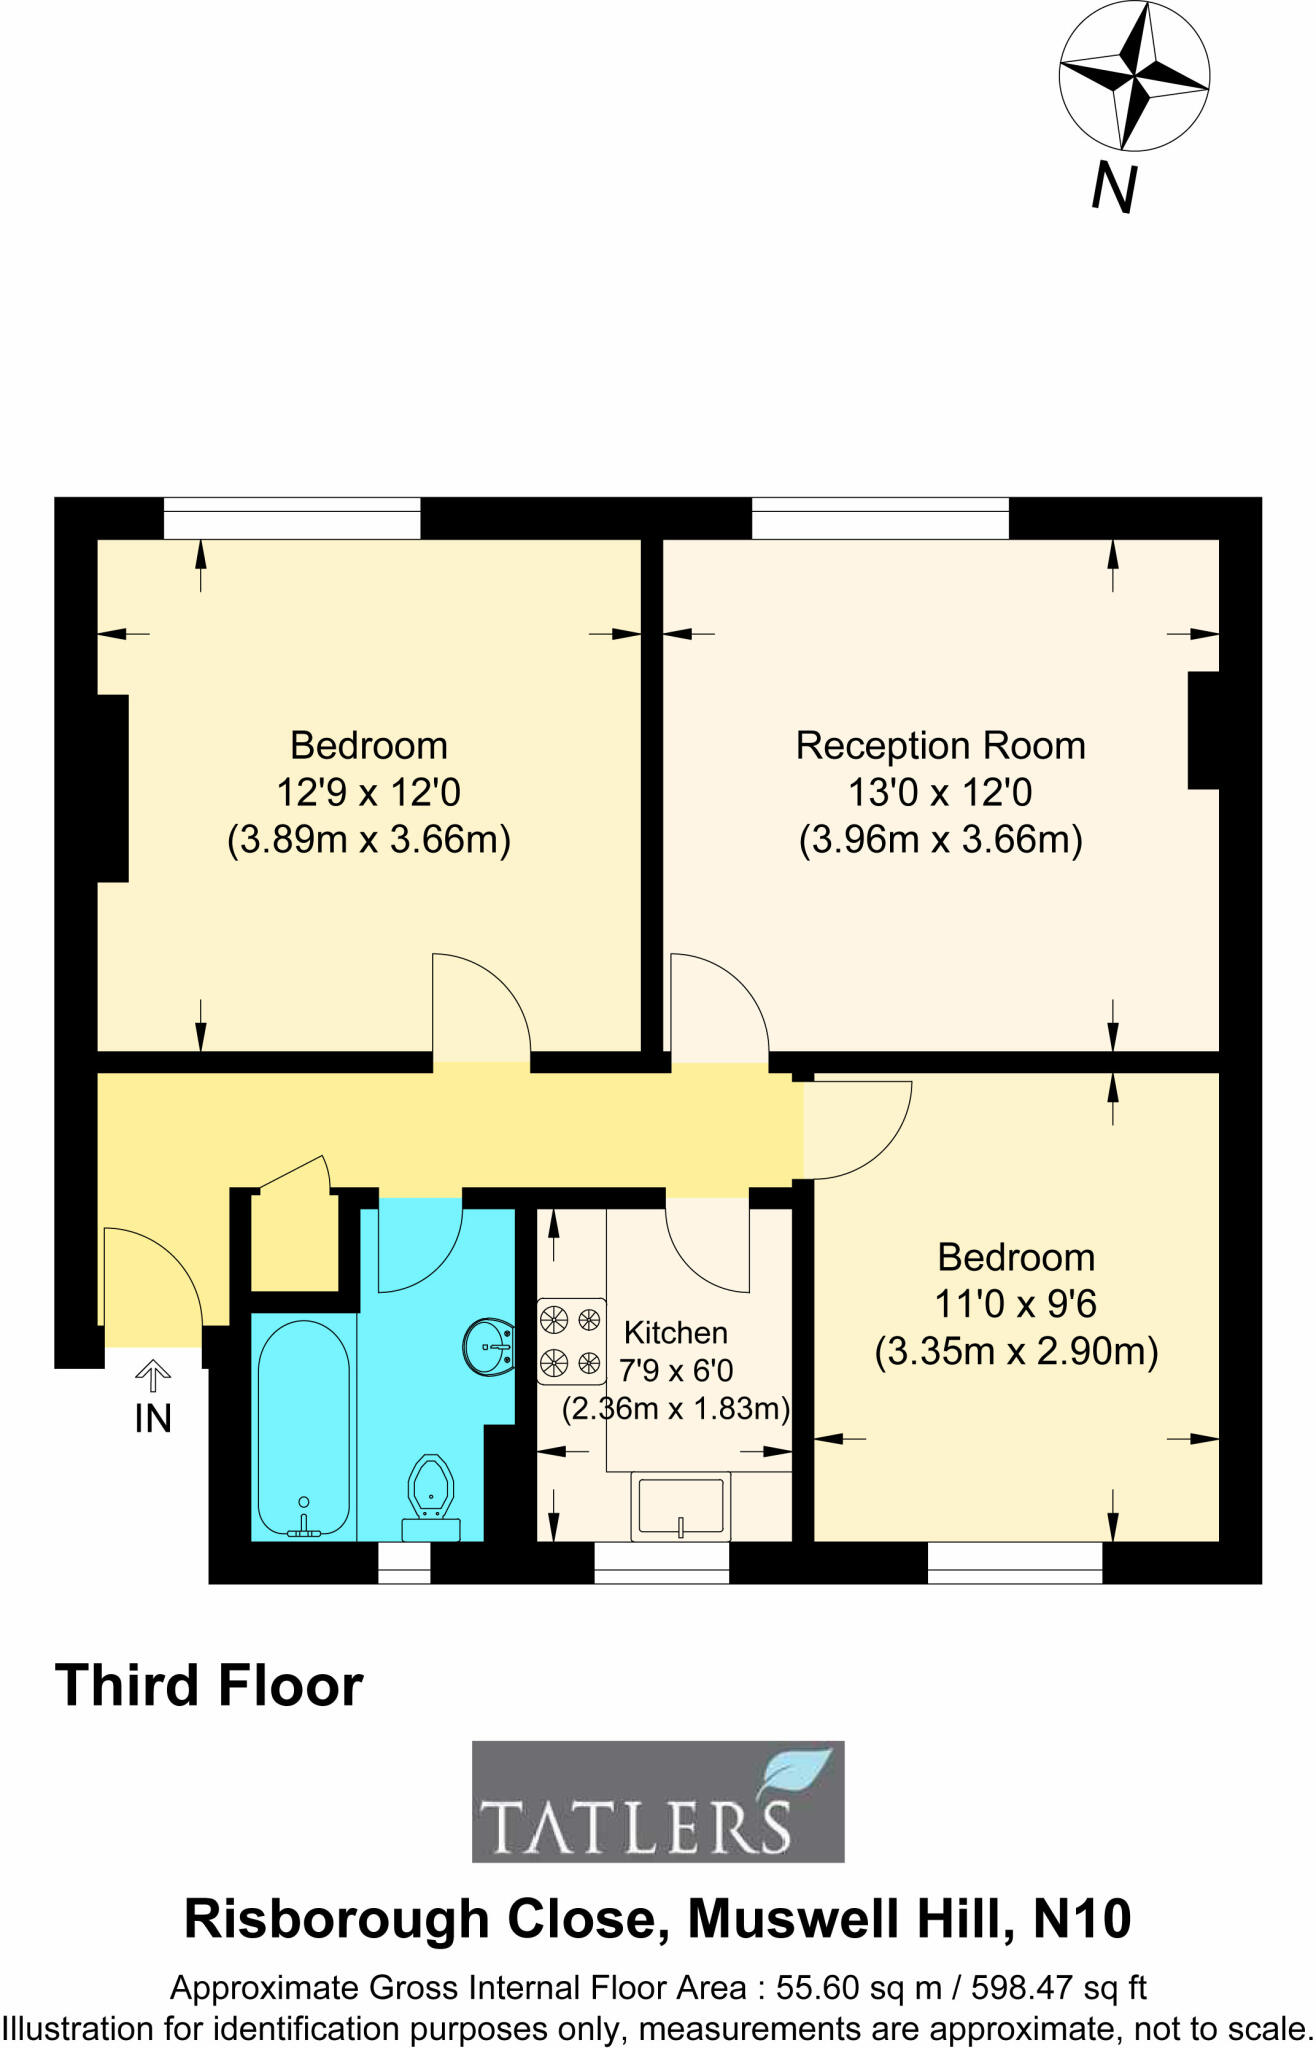 N
Bedroom
12'9 x 12'0
(3.89m x 3.66m)
Reception Room
13'0 x 12'0
(3.96m x 3.66m)
Bedroom
11'0 x 9'6
(3.35m x 2.90m)
Kitchen
7'9 x 6'0
(2.36m x 1.83m)
IN
Third Floor
TATLERS
Risborough Close, Muswell Hill, N10
Approximate Gross Internal Floor Area : 55.60 sq m / 598.47 sq ft
Illustration for identification purposes only, measurements are approximate, not to scale.